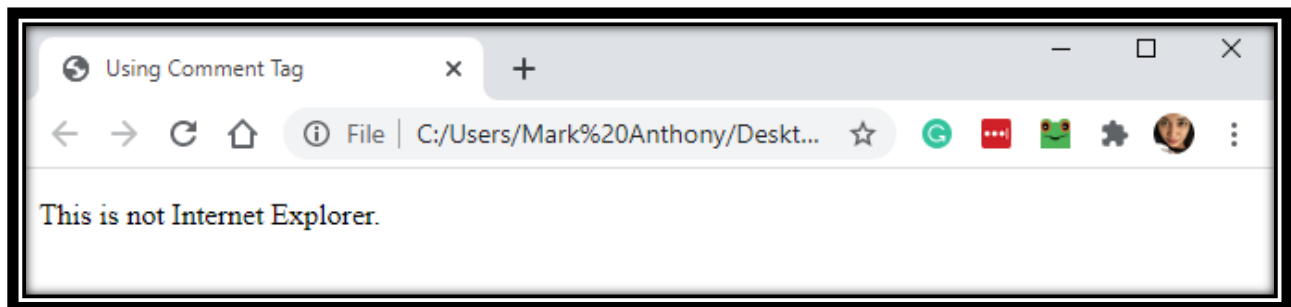 Using Comment Tag
File C:/Users/Mark%20Anthony/Deskt...
This is not Internet Explorer.